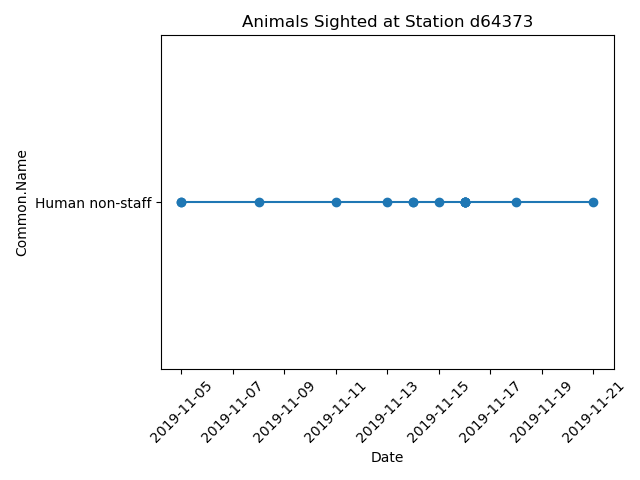 Animals Sighted at Station d64373
Common.Name
Human non-staff
2019-11-05
2019-11-07
2019-11-09
2019-11-11
2019-11-13
2019-11-15
2019-11-17
2019-11-19
2019-11-21
Date